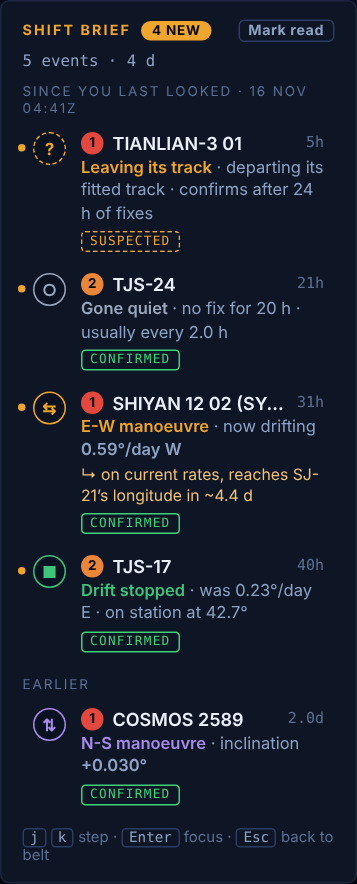 SHIFT BRIEF 4 NEW Mark read
5 events · 4 d
SINCE YOU LAST LOOKED · 16 NOV
04:41Z
? 1 TIANLIAN-3 01 5h
Leaving its track · departing its
fitted track · confirms after 24
h of fixes
SUSPECTED
2 TJS-24 21h
Gone quiet · no fix for 20 h ·
usually every 2.0 h
CONFIRMED
⇆ 1 SHIYAN 12 02 (SY... 31h
E-W manoeuvre · now drifting
0.59°/day W
↳ on current rates, reaches SJ-
21’s longitude in ~4.4 d
CONFIRMED
2 TJS-17 40h
Drift stopped · was 0.23°/day
E · on station at 42.7°
CONFIRMED
EARLIER
⇅ 1 COSMOS 2589 2.0d
N-S manoeuvre · inclination
+0.030°
CONFIRMED
j k step · Enter focus · Esc back to
belt